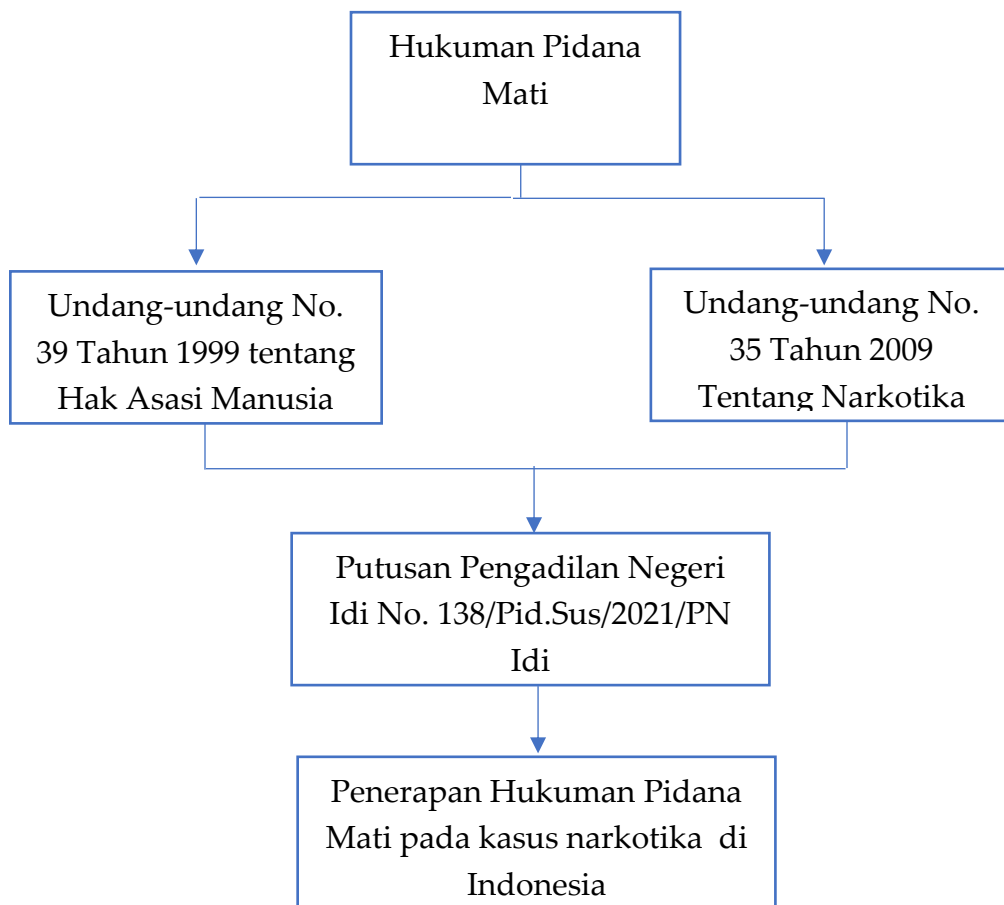 Hukuman Pidana
Mati
Undang-undang No.
39 Tahun 1999 tentang
Hak Asasi Manusia
Undang-undang No.
35 Tahun 2009
Tentang Narkotika
Putusan Pengadilan Negeri
Idi No. 138/Pid.Sus/2021/PN
Idi
Penerapan Hukuman Pidana
Mati pada kasus narkotika di
Indonesia